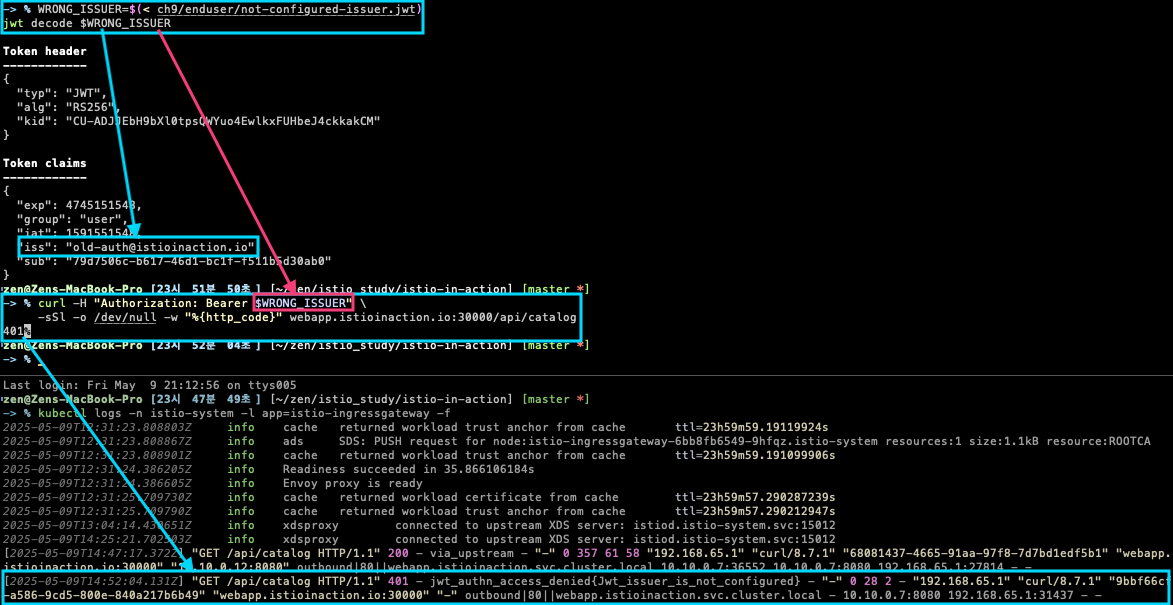 -> % WRONG_ISSUER=$(< ch9/enduser/not-configured-issuer.jwt)
jwt decode $WRONG_ISSUER
Token header
------------
{
"typ": "JWT",
"alg": "RS256",
"kid": "CU-ADJJEbH9bXl0tpsQWYuo4EwlkxFUHbeJ4ckkakCM"
}
Token claims
------------
{
"exp": 4745151548,
"group": "user",
"iat": 1591551548,
"iss": "old-auth@istioinaction.io"
"sub": "79d7506c-b617-46d1-bc1f-f511b5d30ab0"
}
zen@Zens-MacBook-Pro [23시 51분 50초 ] [~/zen/istio_study/istio-in-action] [master *]
-> % curl -H "Authorization: Bearer $WRONG_ISSUER" \
-sSl -o /dev/null -w "%{http_code}" webapp.istioinaction.io:30000/api/catalog
401%
zen@Zens-MacBook-Pro [23시 52분 04초 ] [~/zen/istio_study/istio-in-action] [master *]
-> %
Last login: Fri May 9 21:12:56 on ttys005
zen@Zens-MacBook-Pro [23시 47분 49초 ] [~/zen/istio_study/istio-in-action] [master *]
-> % kubectl logs -n istio-system -l app=istio-ingressgateway -f
2025-05-09T12:31:23.808803Z info cache returned workload trust anchor from cache ttl=23h59m59.19119924s
2025-05-09T12:31:23.808867Z info ads SDS: PUSH request for node:istio-ingressgateway-6bb8fb6549-9hfqz.istio-system resources:1 size:1.1kB resource:ROOTCA
2025-05-09T12:31:23.808901Z info cache returned workload trust anchor from cache ttl=23h59m59.191099906s
2025-05-09T12:31:24.386205Z info Readiness succeeded in 35.866106184s
2025-05-09T12:31:24.386605Z info Envoy proxy is ready
2025-05-09T12:31:25.709730Z info cache returned workload certificate from cache ttl=23h59m57.290287239s
2025-05-09T12:31:25.709790Z info cache returned workload trust anchor from cache ttl=23h59m57.290212947s
2025-05-09T13:04:14.430651Z info xdsproxy connected to upstream XDS server: istiod.istio-system.svc:15012
2025-05-09T14:25:21.702503Z info xdsproxy connected to upstream XDS server: istiod.istio-system.svc:15012
[2025-05-09T14:47:17.372Z] "GET /api/catalog HTTP/1.1" 200 - via_upstream - "-" 0 357 61 58 "192.168.65.1" "curl/8.7.1" "68081437-4665-91aa-97f8-7d7bd1edf5b1" "webapp.
istioinaction.io:30000" "10.10.0.12:8080" outbound|80||webapp.istioinaction.svc.cluster.local 10.10.0.7:36552 10.10.0.7:8080 192.168.65.1:27814 - -
[2025-05-09T14:52:04.131Z] "GET /api/catalog HTTP/1.1" 401 - jwt_authn_access_denied{Jwt_issuer_is_not_configured} - "-" 0 28 2 - "192.168.65.1" "curl/8.7.1" "9bbf66cf
-a586-9cd5-800e-840a217b6b49" "webapp.istioinaction.io:30000" "-" outbound|80||webapp.istioinaction.svc.cluster.local - 10.10.0.7:8080 192.168.65.1:31437 - -